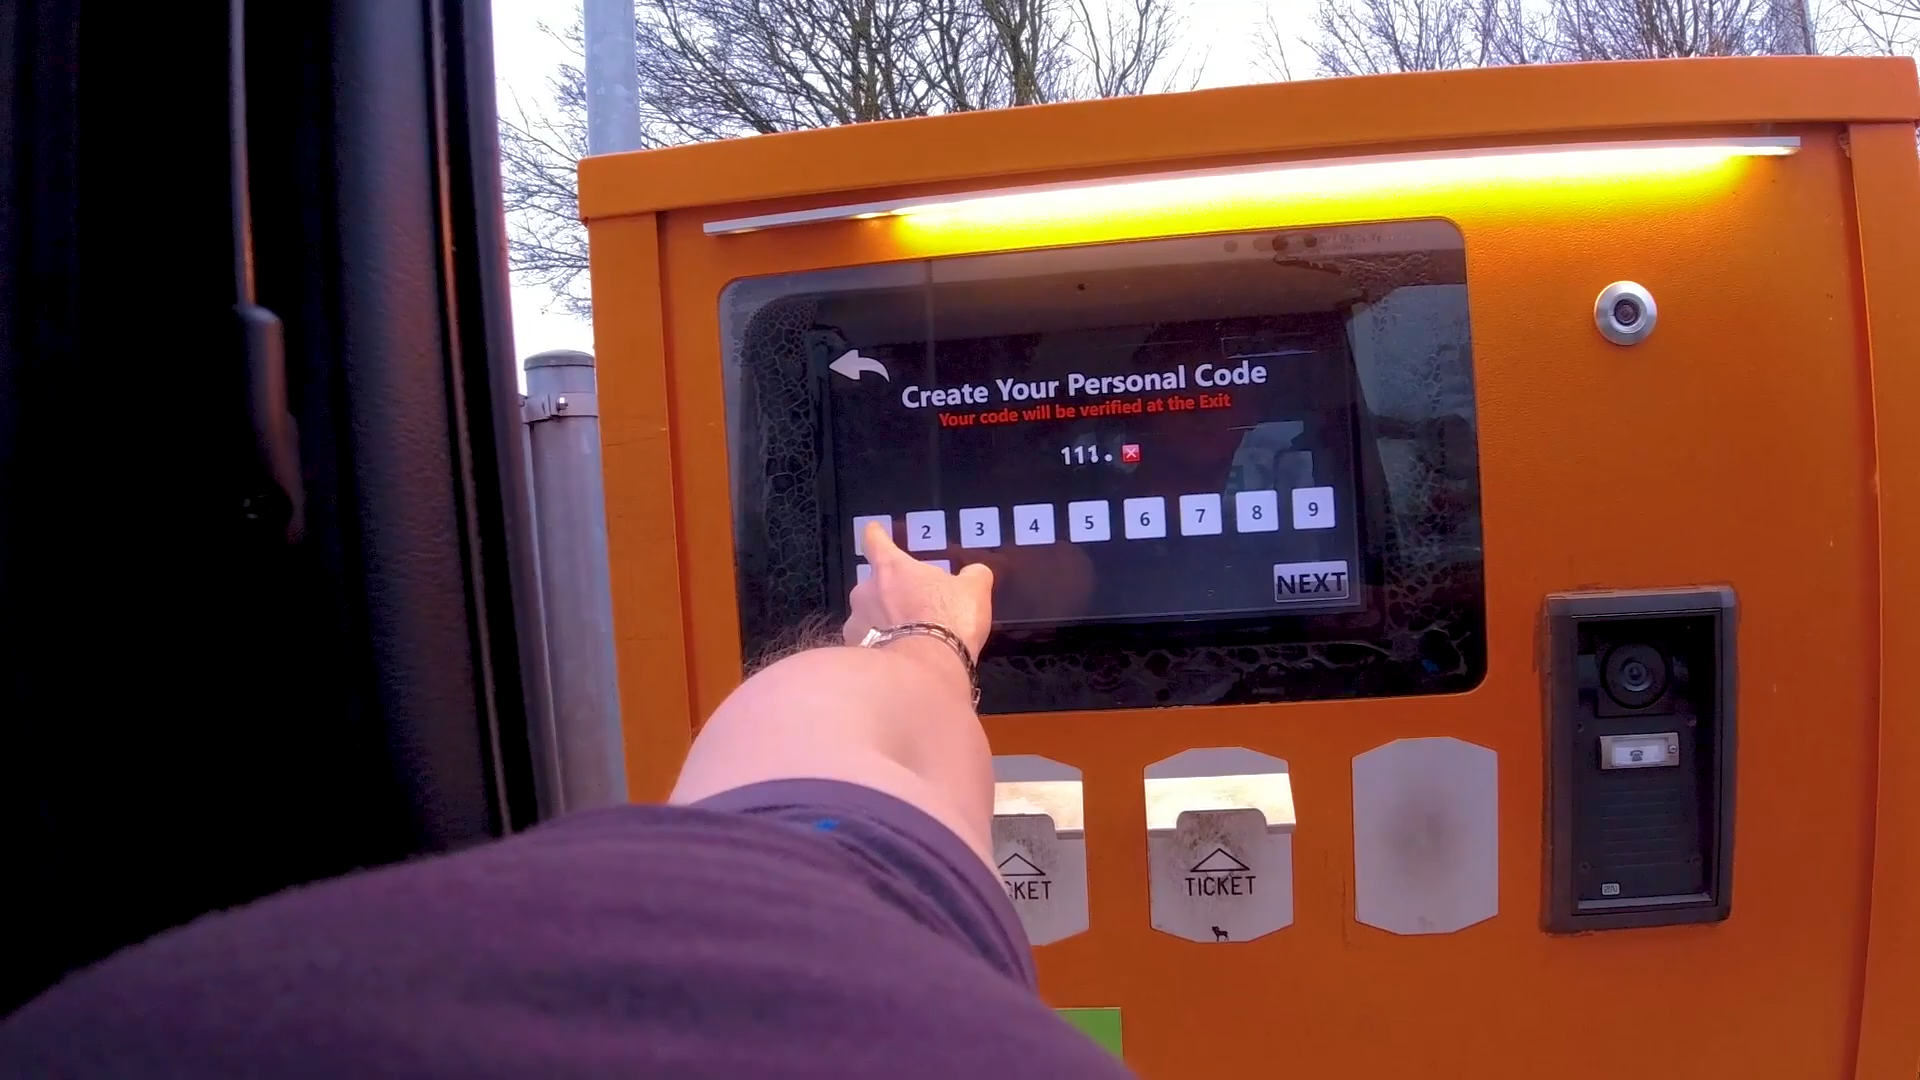 Create Your Personal Code
Your code will be verified at the Exit
111.
2 3 4 5 6 7 8 9
NEXT
TICKET